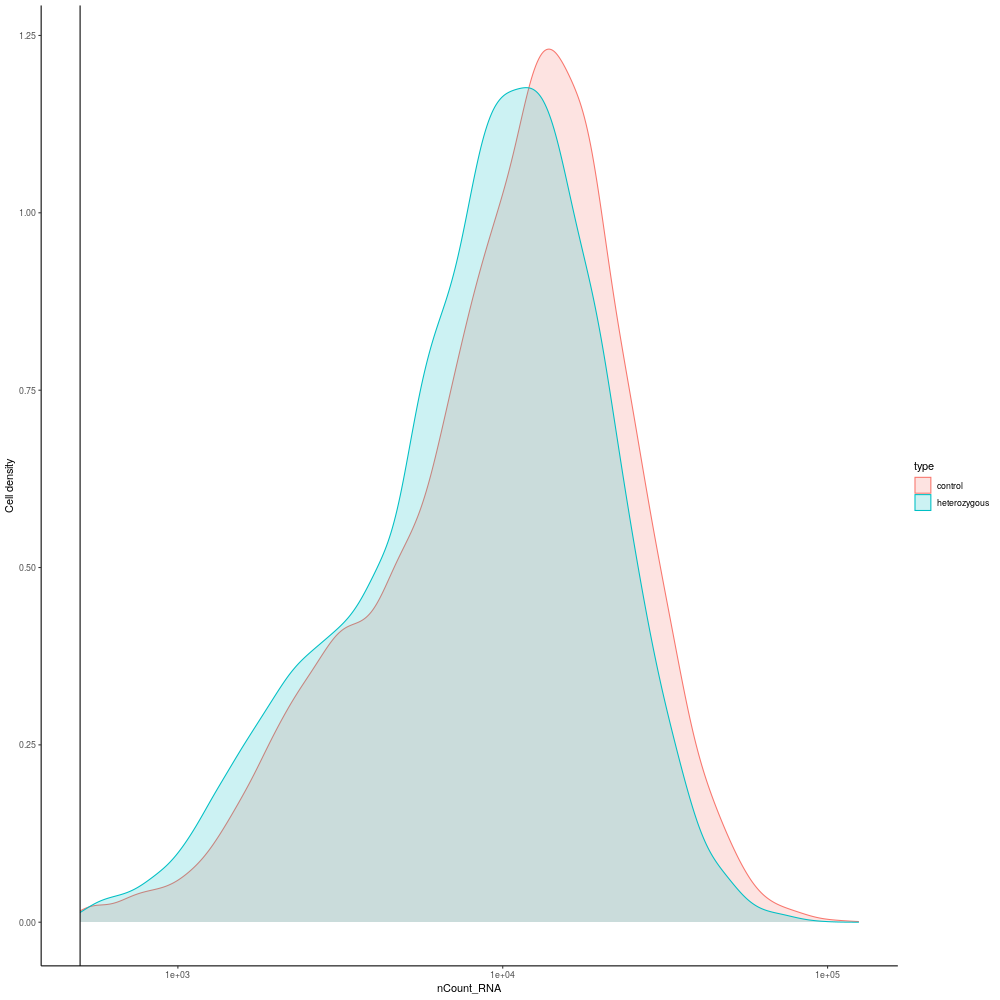 1.25
1.00
0.75
0.50
0.25
0.00
Cell density
1e+03
1e+04
1e+05
nCount_RNA
type
control
heterozygous